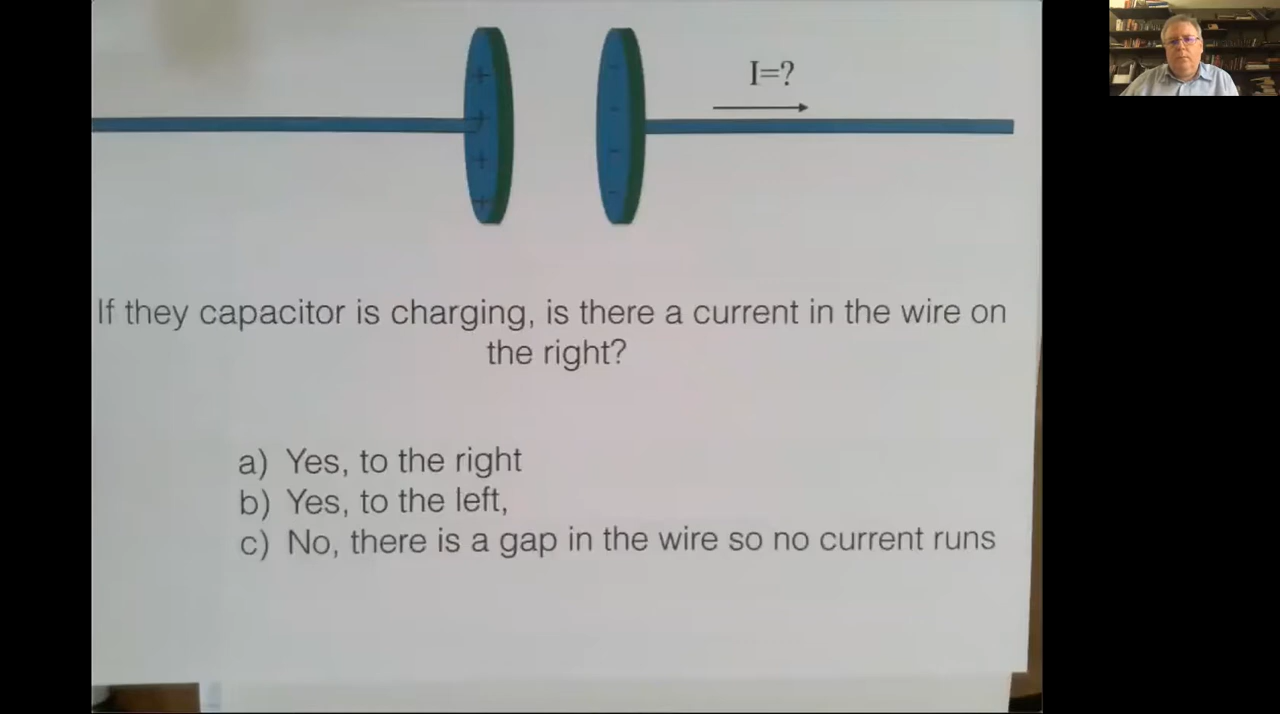 I=?
+
+
+
+
-
-
-
-
If they capacitor is charging, is there a current in the wire on
the right?
a) Yes, to the right
b) Yes, to the left,
c) No, there is a gap in the wire so no current runs